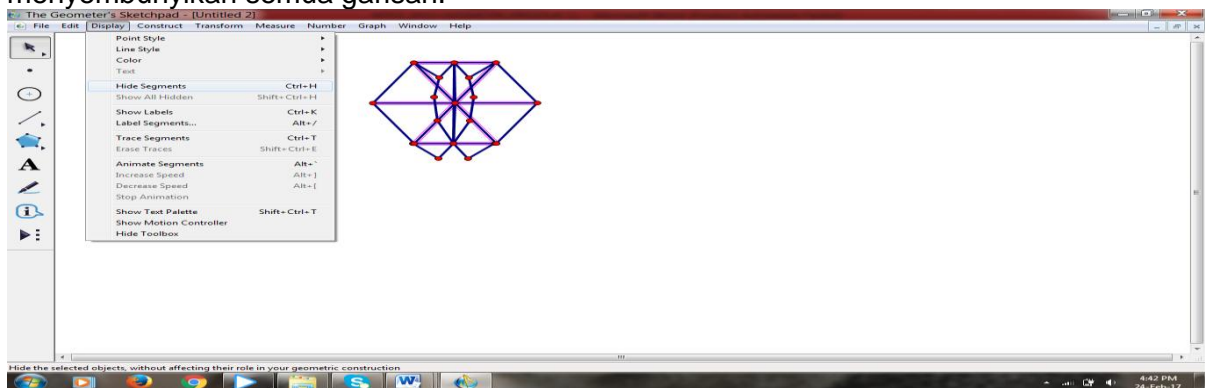 menyembunyikan semua garisan.
The Geometer's Sketchpad - [Untitled 2]
File Edit Display Construct Transform Measure Number Graph Window Help
Point Style
Line Style
Color
Text
Hide Segments Ctrl+H
Show All Hidden Shift+Ctrl+H
Show Labels Ctrl+K
Label Segments... Alt+/
Trace Segments Ctrl+T
Erase Traces Shift+Ctrl+E
Animate Segments Alt+`
Increase Speed Alt+]
Decrease Speed Alt+[
Stop Animation
Show Text Palette Shift+Ctrl+T
Show Motion Controller
Hide Toolbox
A
Hide the selected objects, without affecting their role in your geometric construction
4:42 PM
24-Feb-17